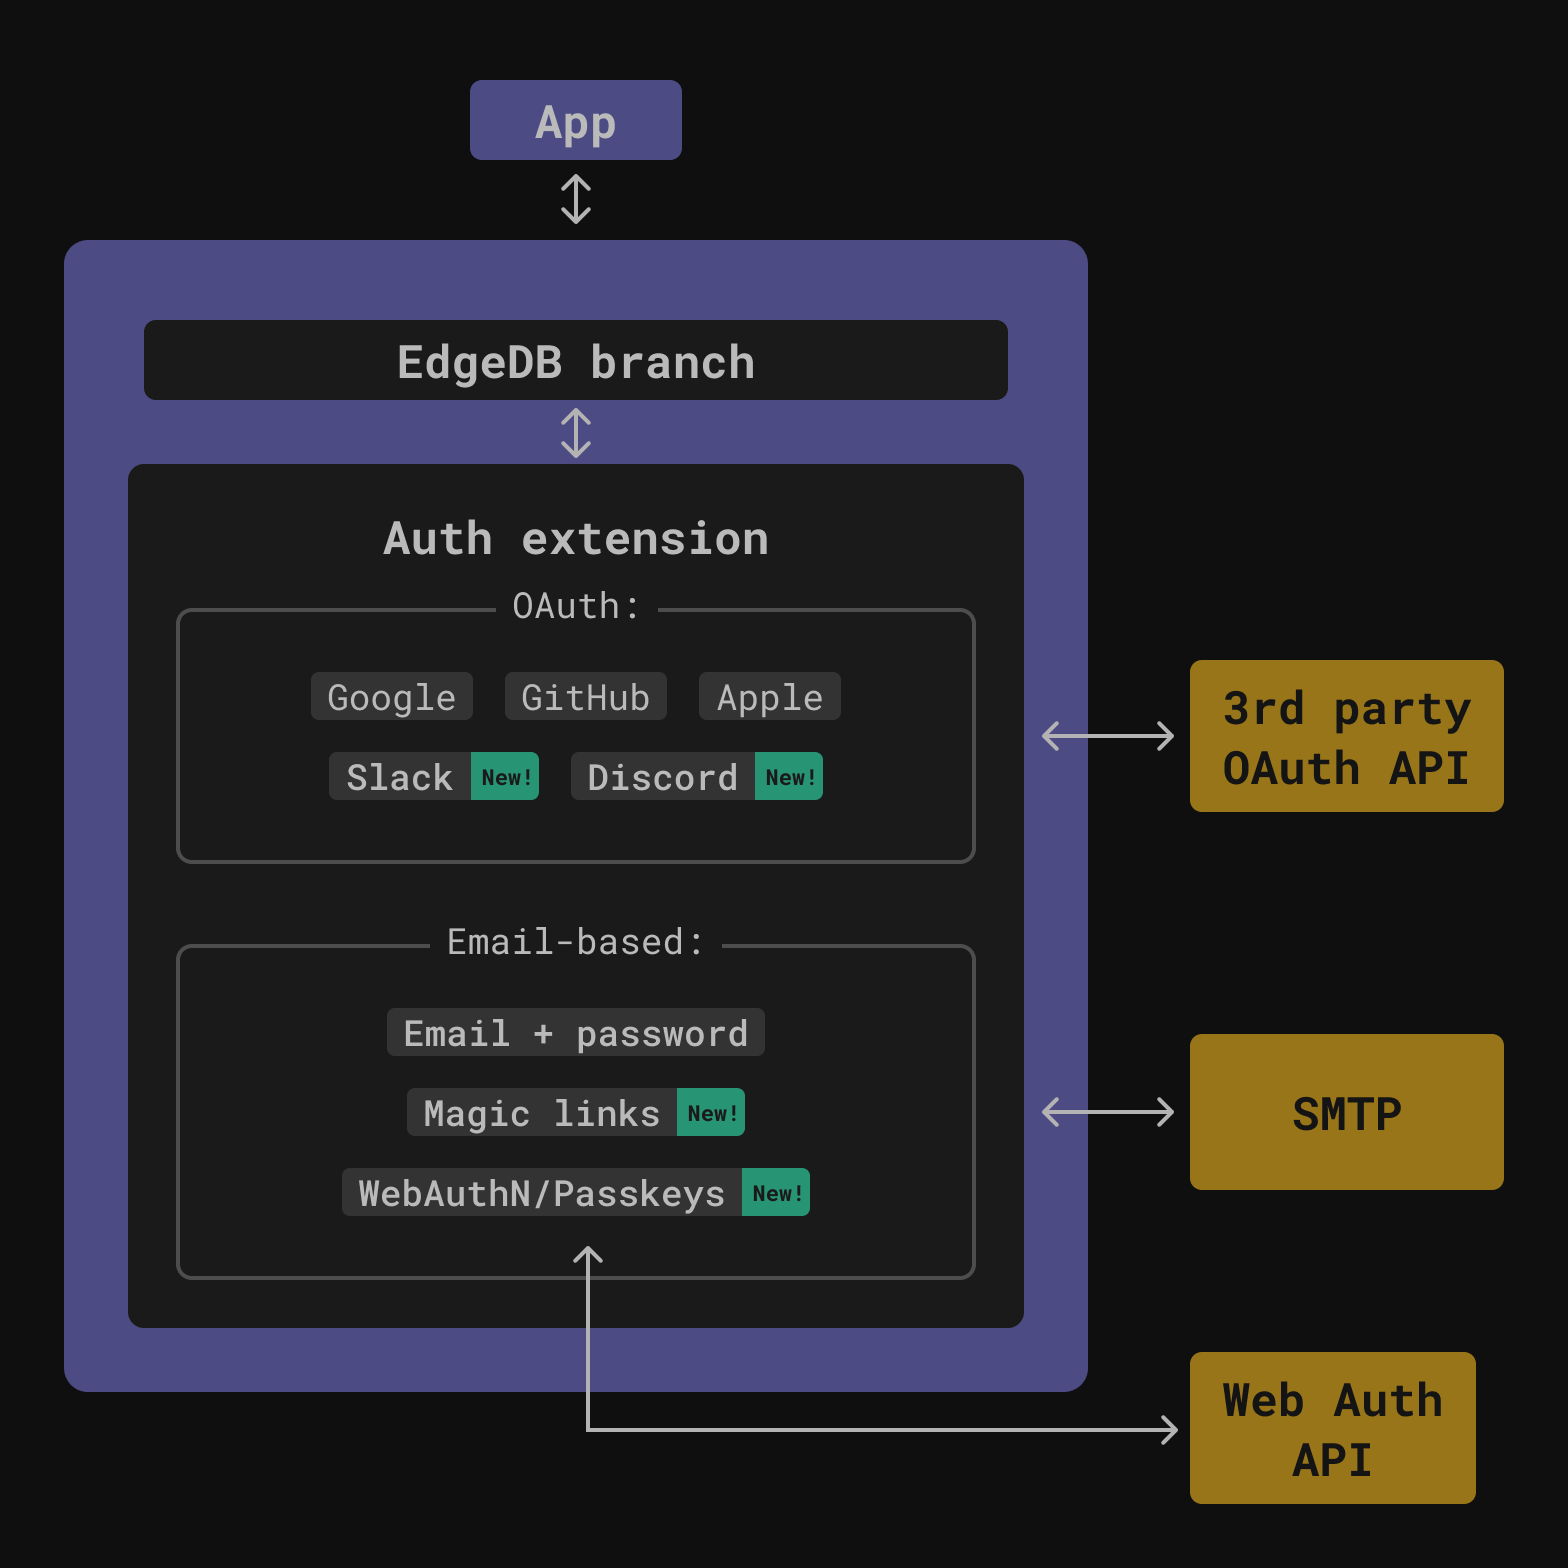 App
EdgeDB branch
Auth extension
OAuth:
Google GitHub Apple
Slack New! Discord New!
3rd party
OAuth API
Email-based:
Email + password
Magic links New!
WebAuthN/Passkeys New!
SMTP
Web Auth
API